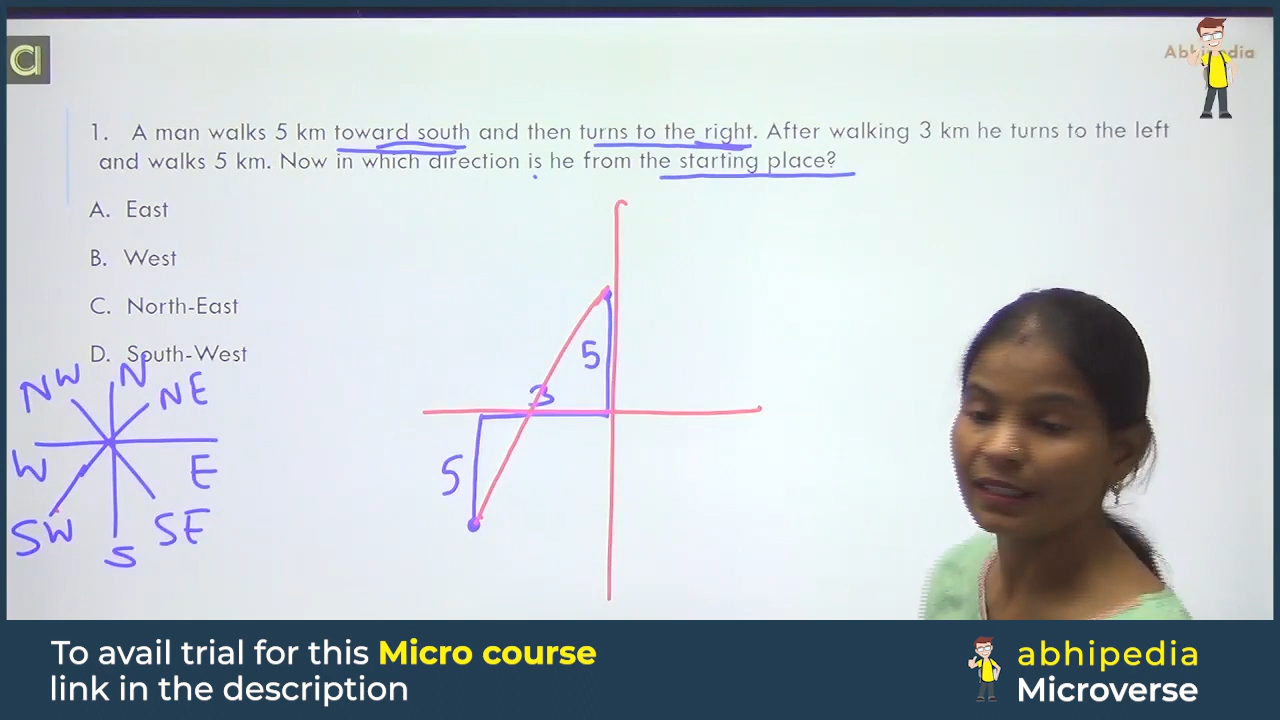 Abhipedia
1. A man walks 5 km toward south and then turns to the right. After walking 3 km he turns to the left
and walks 5 km. Now in which direction is he from the starting place?
A. East
B. West
C. North-East
D. South-West
NW N NE
W E
SW S SE
5
3
5
To avail trial for this Micro course
link in the description
abhipedia
Microverse